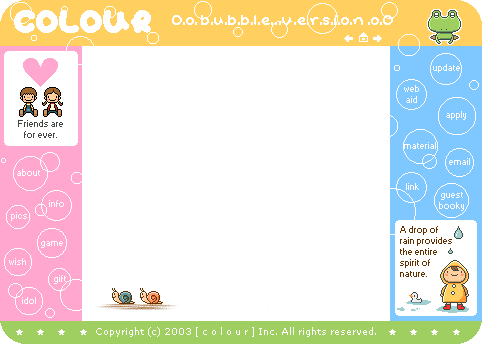 COLOUR
O.o.b.u.b.b.l.e...v.e.r.s.i.o.n .o.O
Friends are
for ever.
about
info
pics
game
wish
gift
idol
update
web
aid
apply
material
email
link
guest
booky
A drop of
rain provides
the entire
spirit of
nature.
Copyright (c) 2003 [ c o l o u r ] Inc. All rights reserved.